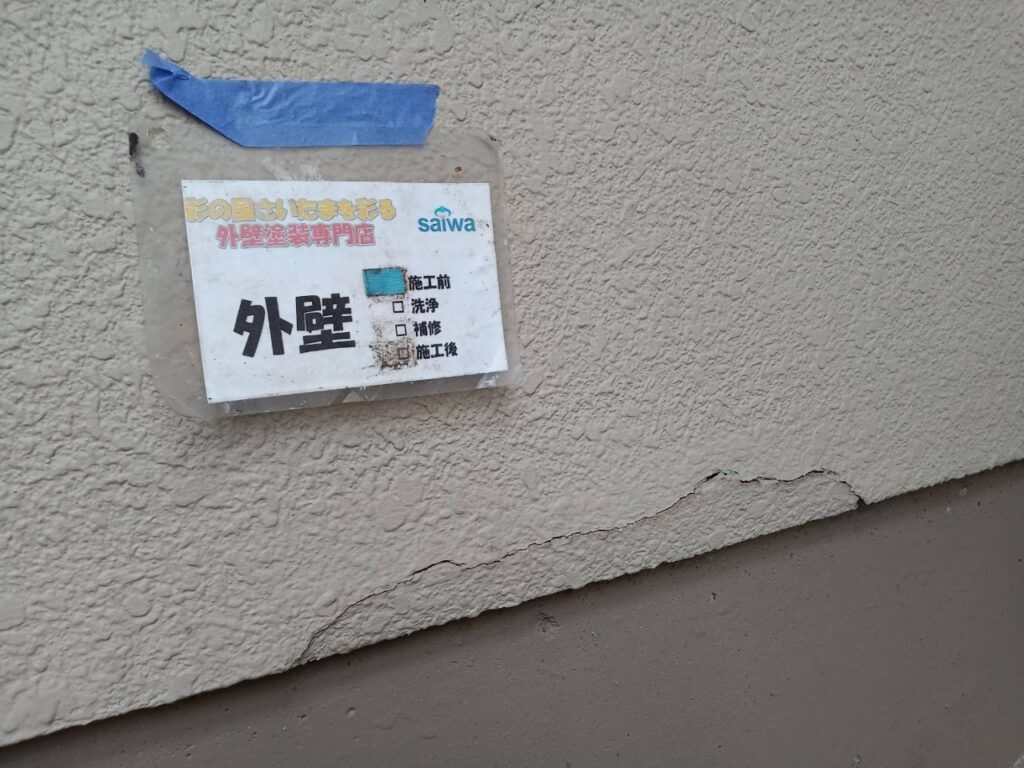 彩の国さいたまを彩る
外壁塗装専門店
saiwa
外壁
施工前
□ 洗浄
□ 補修
□ 施工後